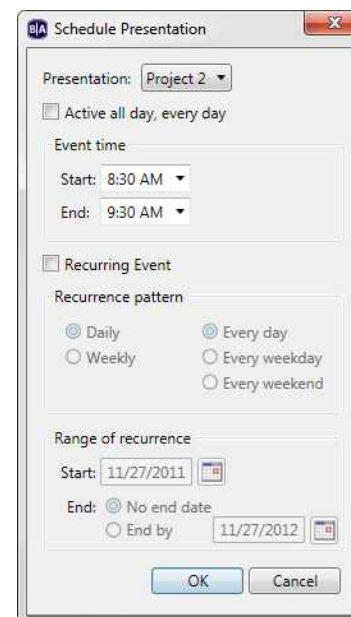 B|A Schedule Presentation
Presentation: Project 2
Active all day, every day
Event time
Start: 8:30 AM
End: 9:30 AM
Recurring Event
Recurrence pattern
Daily Every day
Weekly Every weekday
Every weekend
Range of recurrence
Start: 11/27/2011
End: No end date
End by 11/27/2012
OK Cancel